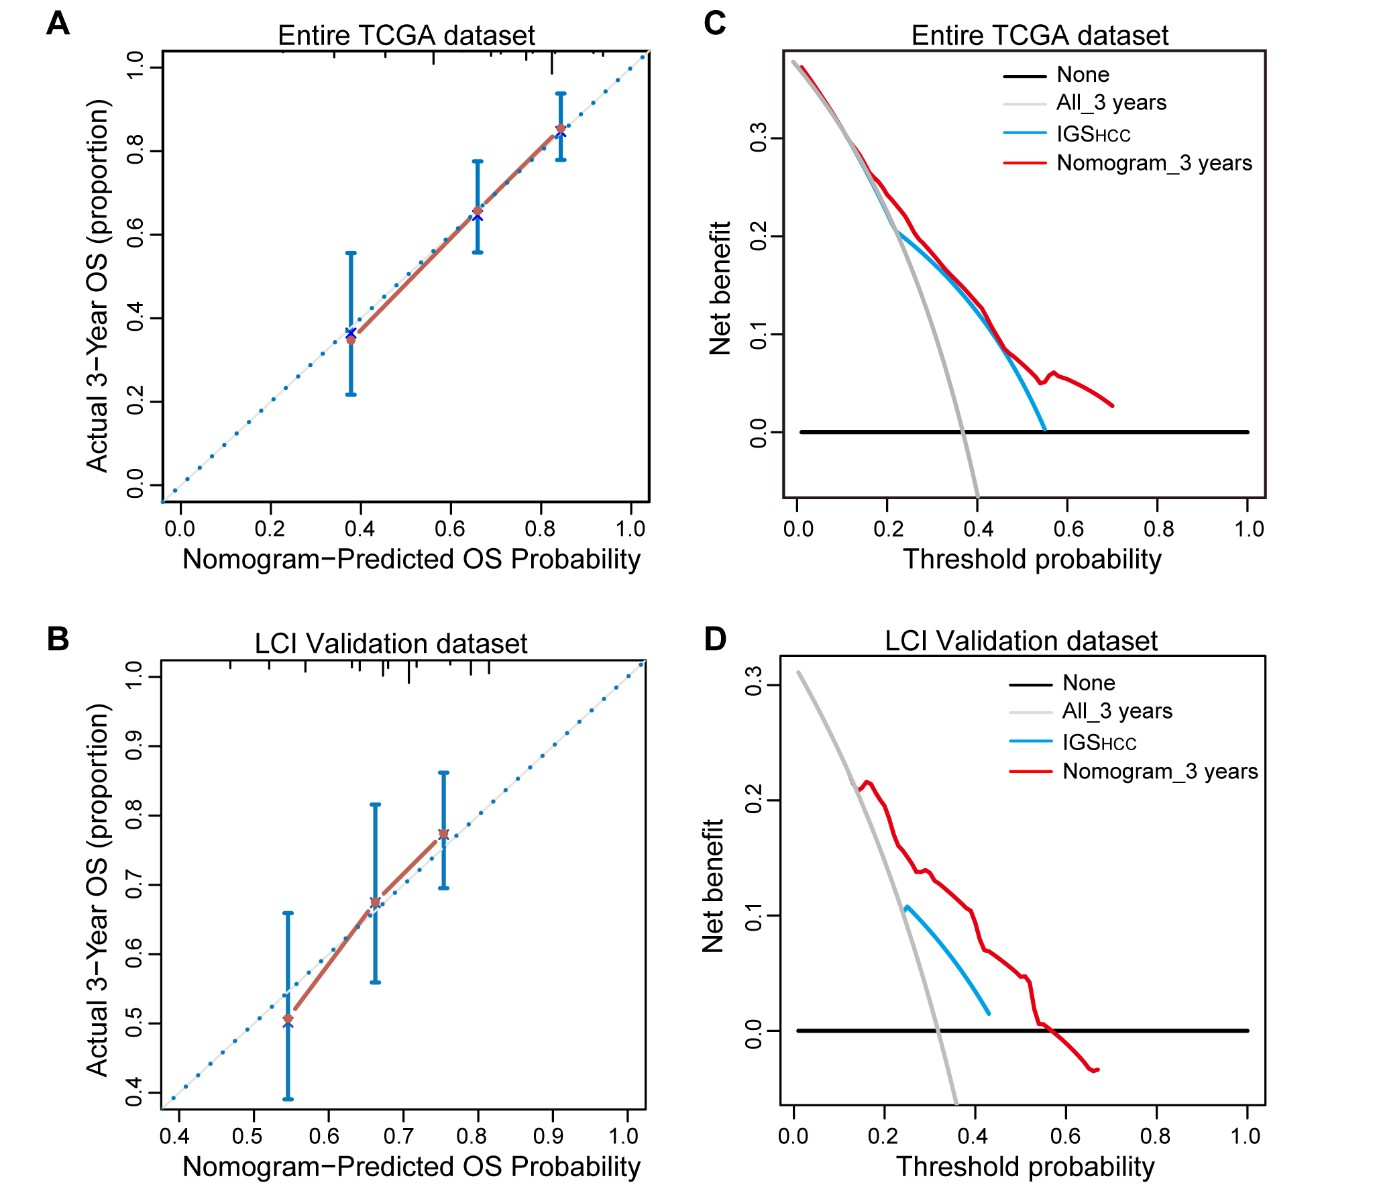 A
Entire TCGA dataset
Actual 3−Year OS (proportion)
1.0
0.8
0.6
0.4
0.2
0.0
0.0 0.2 0.4 0.6 0.8 1.0
Nomogram−Predicted OS Probability
C
Entire TCGA dataset
None
All_3 years
IGSHCC
Nomogram_3 years
Net benefit
0.3
0.2
0.1
0.0
0.0 0.2 0.4 0.6 0.8 1.0
Threshold probability
B
LCI Validation dataset
Actual 3−Year OS (proportion)
1.0
0.9
0.8
0.7
0.6
0.5
0.4
0.4 0.5 0.6 0.7 0.8 0.9 1.0
Nomogram−Predicted OS Probability
D
LCI Validation dataset
None
All_3 years
IGSHCC
Nomogram_3 years
Net benefit
0.3
0.2
0.1
0.0
0.0 0.2 0.4 0.6 0.8 1.0
Threshold probability